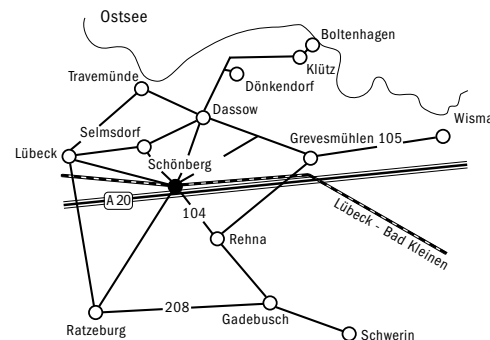 Ostsee
Boltenhagen
Klütz
Travemünde
Dönkendorf
Dassow
Wisma
Selmsdorf
Grevesmühlen 105
Lübeck
Schönberg
A 20
104
Lübeck - Bad Kleinen
Rehna
208
Gadebusch
Ratzeburg
Schwerin